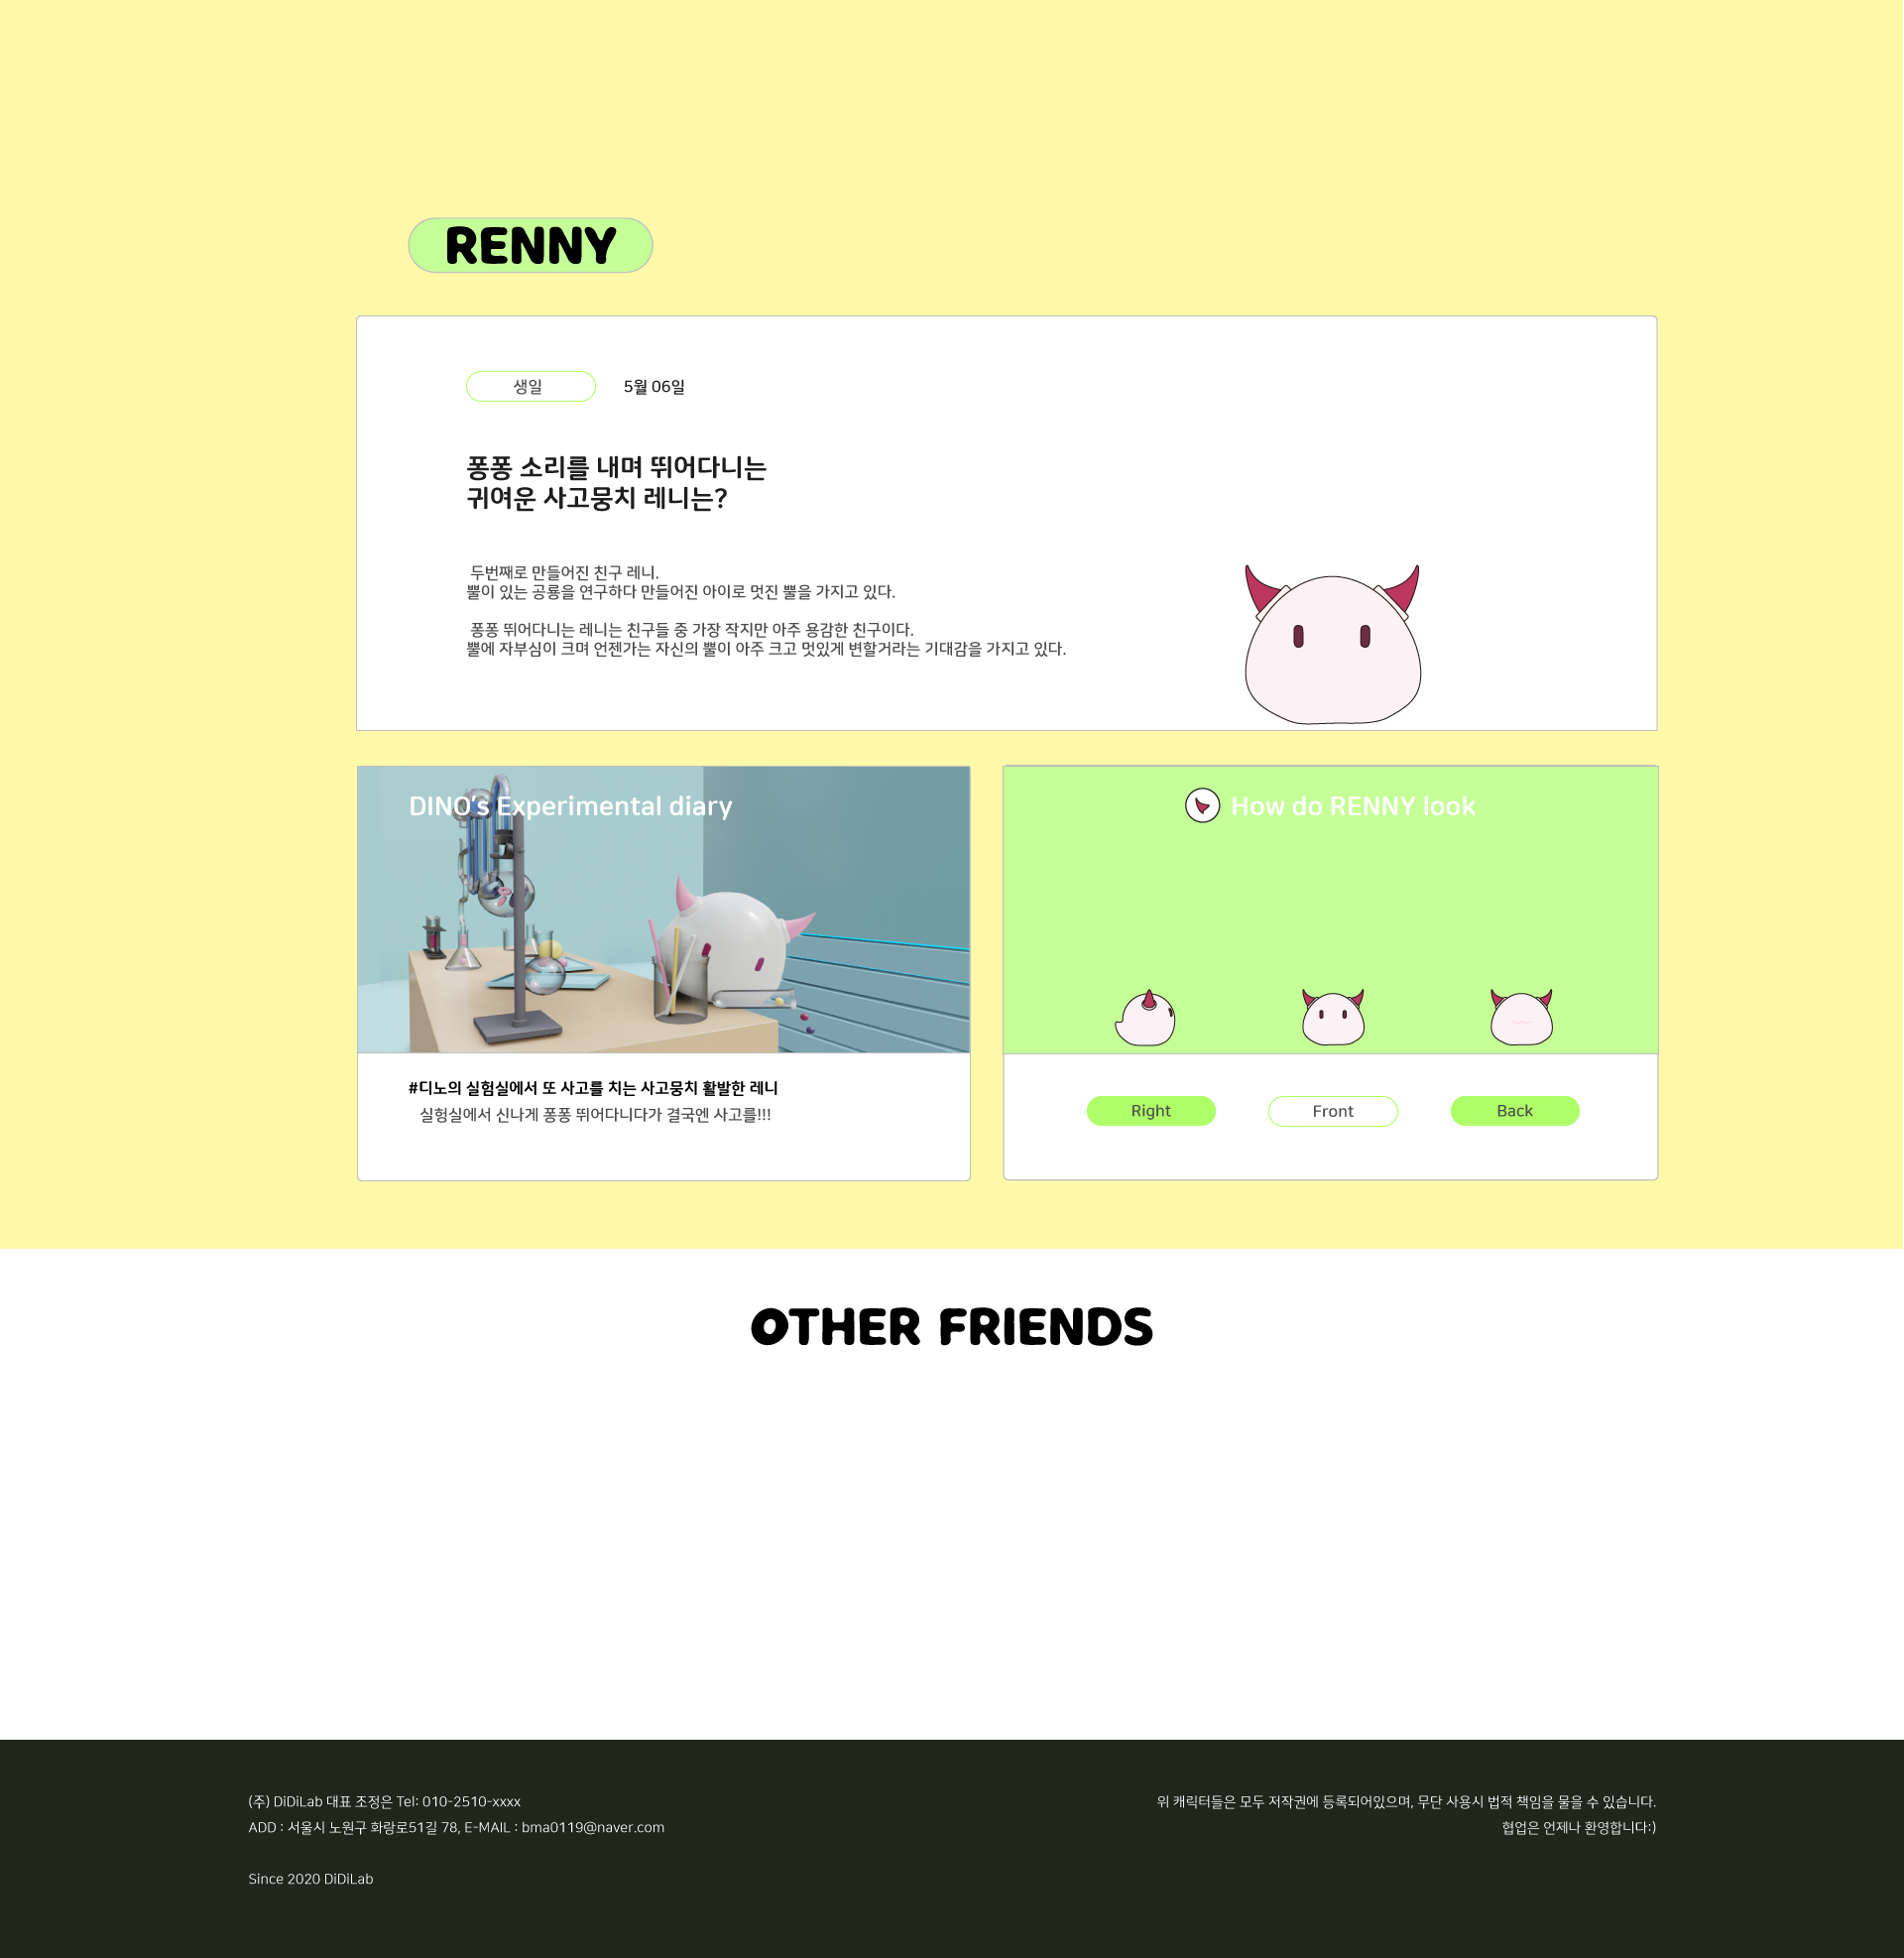 RENNY
생일
5월 06일
퐁퐁 소리를 내며 뛰어다니는
귀여운 사고뭉치 레니는?
두번째로 만들어진 친구 레니.
뿔이 있는 공룡을 연구하다 만들어진 아이로 멋진 뿔을 가지고 있다.
퐁퐁 뛰어다니는 레니는 친구들 중 가장 작지만 아주 용감한 친구이다.
뿔에 자부심이 크며 언젠가는 자신의 뿔이 아주 크고 멋있게 변할거라는 기대감을 가지고 있다.
DINO's Experimental diary
#디노의 실험실에서 또 사고를 치는 사고뭉치 활발한 레니
실험실에서 신나게 퐁퐁 뛰어다니다가 결국엔 사고를!!!
How do RENNY look
Right
Front
Back
OTHER FRIENDS
(주) DiDiLab 대표 조정은 Tel: 010-2510-xxxx
ADD : 서울시 노원구 화랑로51길 78, E-MAIL : bma0119@naver.com
Since 2020 DiDiLab
위 캐릭터들은 모두 저작권에 등록되어있으며, 무단 사용시 법적 책임을 물을 수 있습니다.
협업은 언제나 환영합니다:)